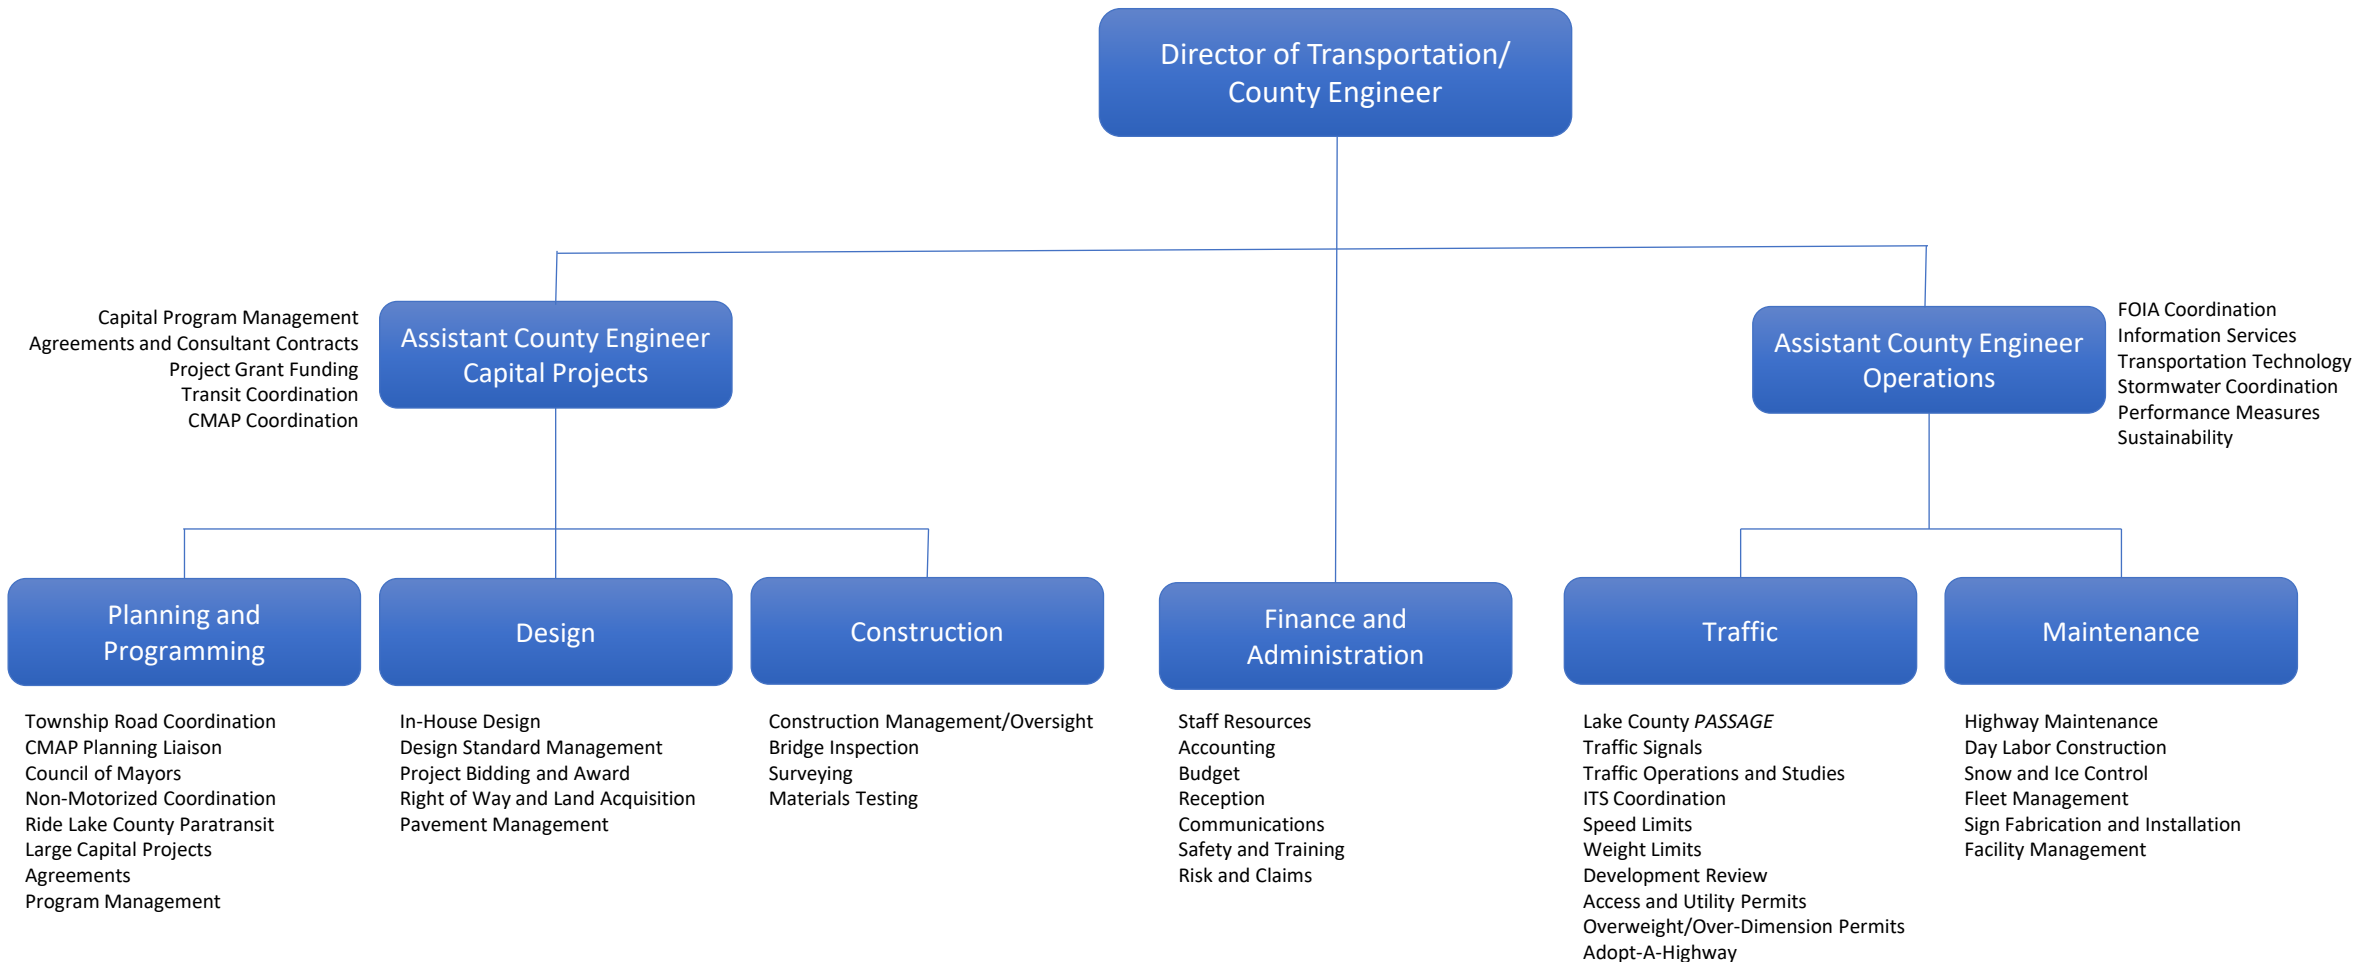 Director of Transportation/
County Engineer
Capital Program Management
Agreements and Consultant Contracts
Project Grant Funding
Transit Coordination
CMAP Coordination
Assistant County Engineer
Capital Projects
Assistant County Engineer
Operations
FOIA Coordination
Information Services
Transportation Technology
Stormwater Coordination
Performance Measures
Sustainability
Planning and
Programming
Township Road Coordination
CMAP Planning Liaison
Council of Mayors
Non-Motorized Coordination
Ride Lake County Paratransit
Large Capital Projects
Agreements
Program Management
Design
In-House Design
Design Standard Management
Project Bidding and Award
Right of Way and Land Acquisition
Pavement Management
Construction
Construction Management/Oversight
Bridge Inspection
Surveying
Materials Testing
Finance and
Administration
Staff Resources
Accounting
Budget
Reception
Communications
Safety and Training
Risk and Claims
Traffic
Lake County PASSAGE
Traffic Signals
Traffic Operations and Studies
ITS Coordination
Speed Limits
Weight Limits
Development Review
Access and Utility Permits
Overweight/Over-Dimension Permits
Adopt-A-Highway
Maintenance
Highway Maintenance
Day Labor Construction
Snow and Ice Control
Fleet Management
Sign Fabrication and Installation
Facility Management